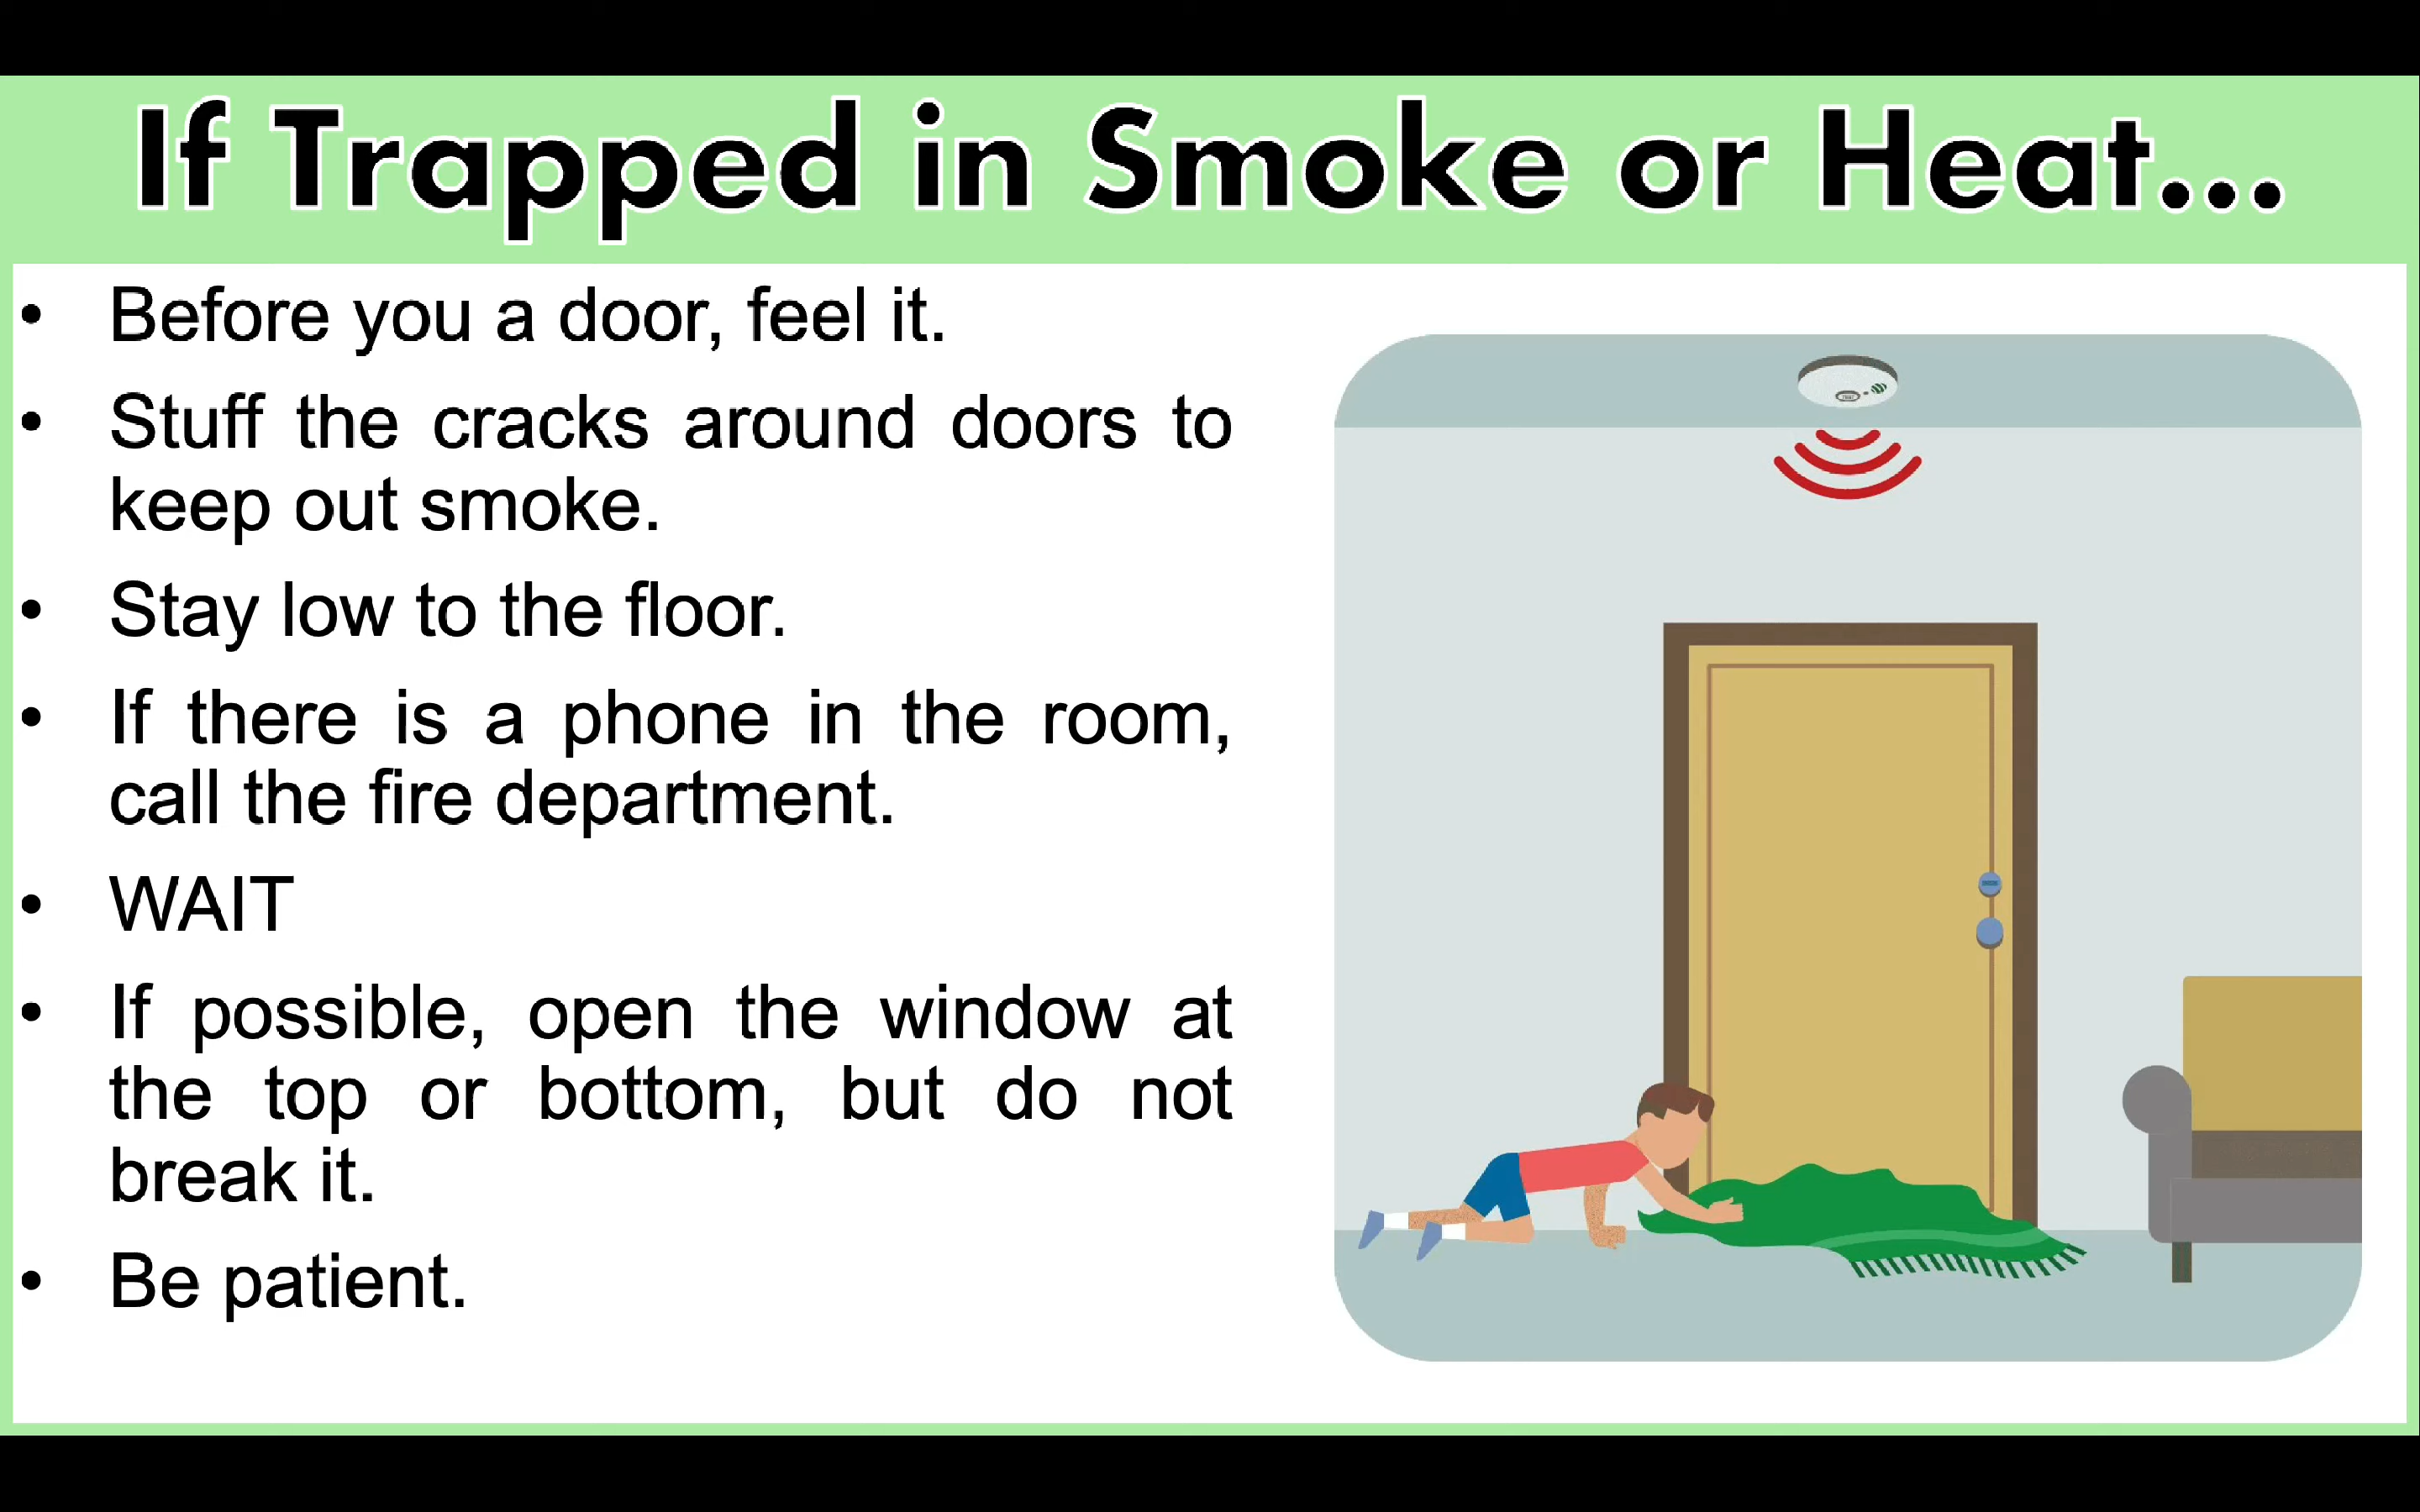 If Trapped in Smoke or Heat...
• Before you a door, feel it.
• Stuff the cracks around doors to
keep out smoke.
• Stay low to the floor.
• If there is a phone in the room,
call the fire department.
• WAIT
• If possible, open the window at
the top or bottom, but do not
break it.
• Be patient.